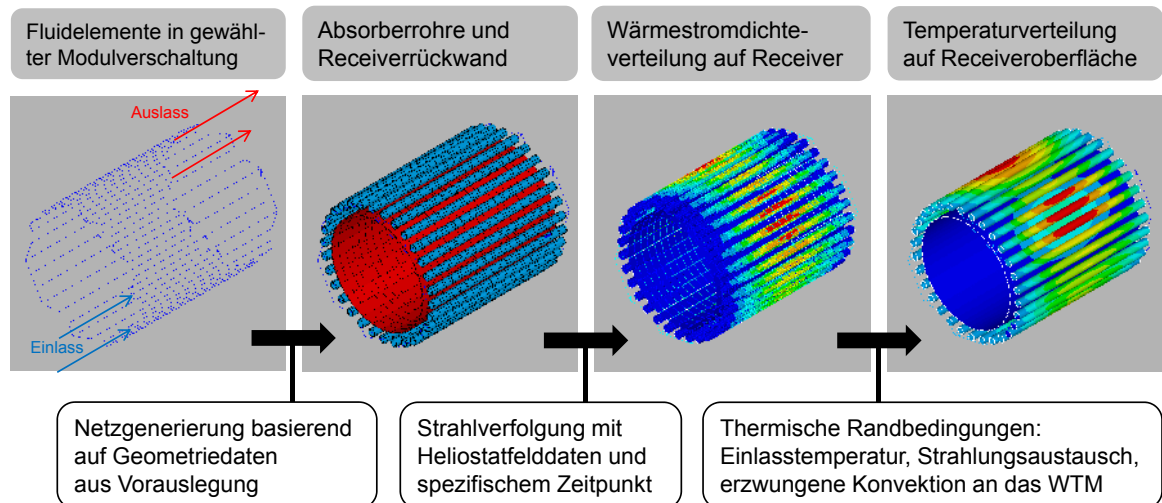 Fluidelemente in gewähl-
ter Modulverschaltung
Absorberrohre und
Receiverrückwand
Wärmestromdichte-
verteilung auf Receiver
Temperaturverteilung
auf Receiveroberfläche
Auslass
Einlass
Netzgenerierung basierend
auf Geometriedaten
aus Vorauslegung
Strahlverfolgung mit
Heliostatfelddaten und
spezifischem Zeitpunkt
Thermische Randbedingungen:
Einlasstemperatur, Strahlungsaustausch,
erzwungene Konvektion an das WTM